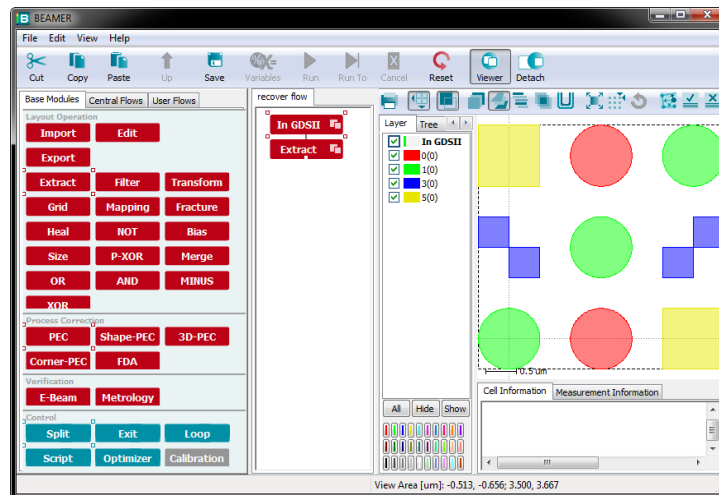 BEAMER
File Edit View Help
Cut Copy Paste Up Save Variables Run Run To Cancel Reset Viewer Detach
Base Modules Central Flows User Flows
Layout Operation
Import Edit
Export
Extract Filter Transform
Grid Mapping Fracture
Heal NOT Bias
Size P-XOR Merge
OR AND MINUS
XOR
Process Correction
PEC Shape-PEC 3D-PEC
Corner-PEC FDA
Verification
E-Beam Metrology
Control
Split Exit Loop
Script Optimizer Calibration
recover flow
In GDSII
Extract
Layer Tree
In GDSII
0(0)
1(0)
3(0)
5(0)
All Hide Show
0.5 um
Cell Information Measurement Information
View Area [um]: -0.513, -0.656; 3.500, 3.667